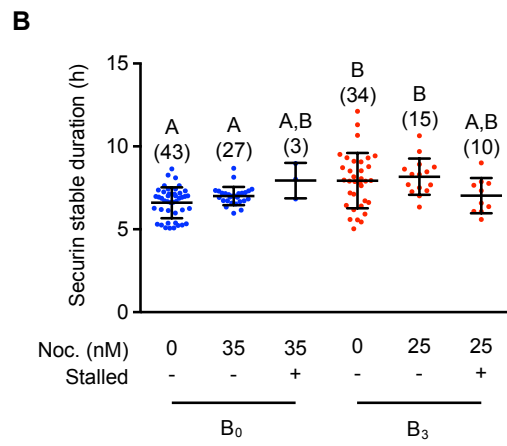 B
Securin stable duration (h)
15
10
5
0
A
(43)
A
(27)
A,B
(3)
B
(34)
B
(15)
A,B
(10)
Noc. (nM) 0 35 35 0 25 25
Stalled - - + - - +
B0 B3